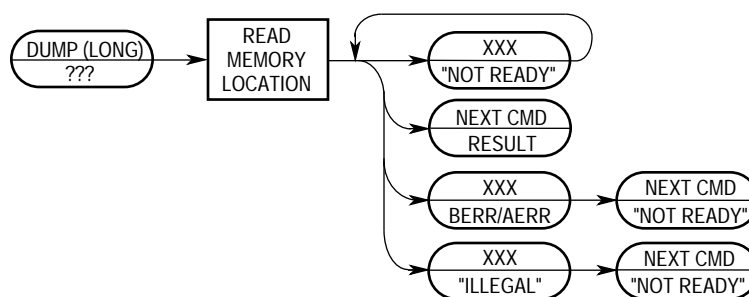 DUMP (LONG)
???
READ
MEMORY
LOCATION
XXX
"NOT READY"
NEXT CMD
RESULT
XXX
BERR/AERR
NEXT CMD
"NOT READY"
XXX
"ILLEGAL"
NEXT CMD
"NOT READY"